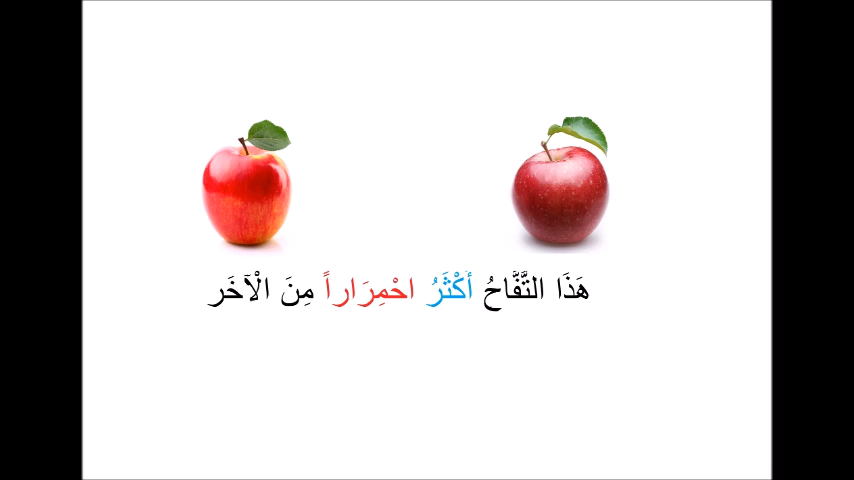 هَذَا التُّفَّاحُ أَكْثَرُ احْمِرَاراً مِنَ الْآخَر